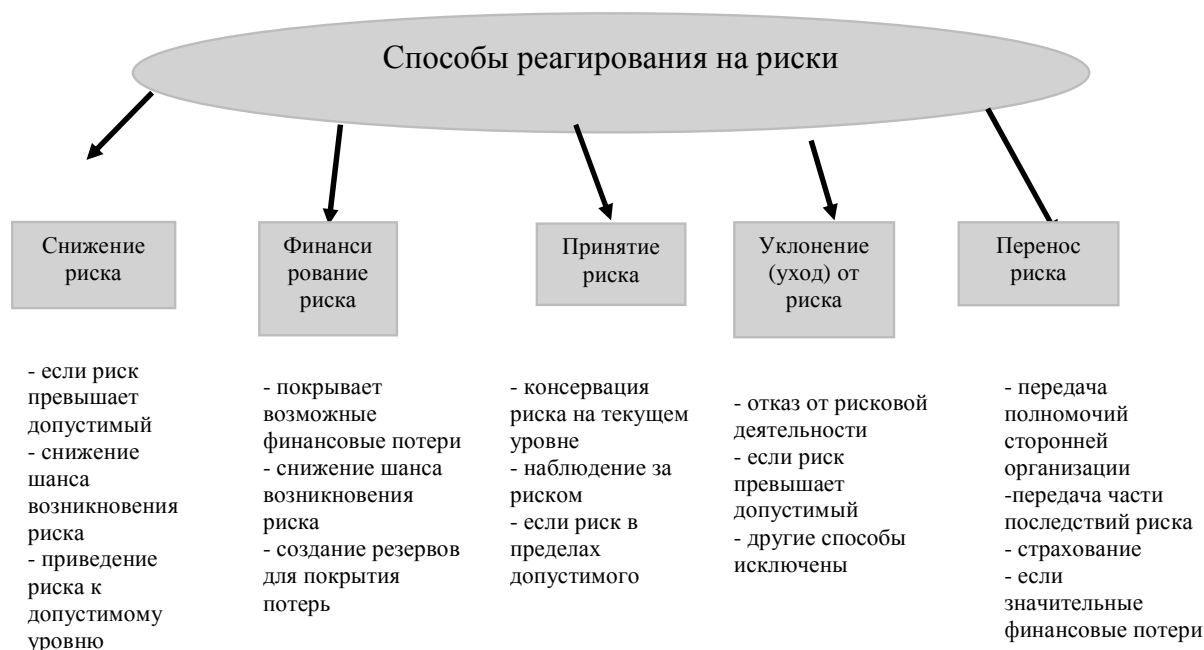 Способы реагирования на риски
Снижение
риска
- если риск
превышает
допустимый
- снижение
шанса
возникновения
риска
- приведение
риска к
допустимому
уровню
Финанси
рование
риска
- покрывает
возможные
финансовые потери
- снижение шанса
возникновения
риска
- создание резервов
для покрытия
потерь
Принятие
риска
- консервация
риска на текущем
уровне
- наблюдение за
риском
- если риск в
пределах
допустимого
Уклонение
(уход) от
риска
- отказ от рисковой
деятельности
- если риск
превышает
допустимый
- другие способы
исключены
Перенос
риска
- передача
полномочий
сторонней
организации
-передача части
последствий риска
- страхование
- если
значительные
финансовые потери